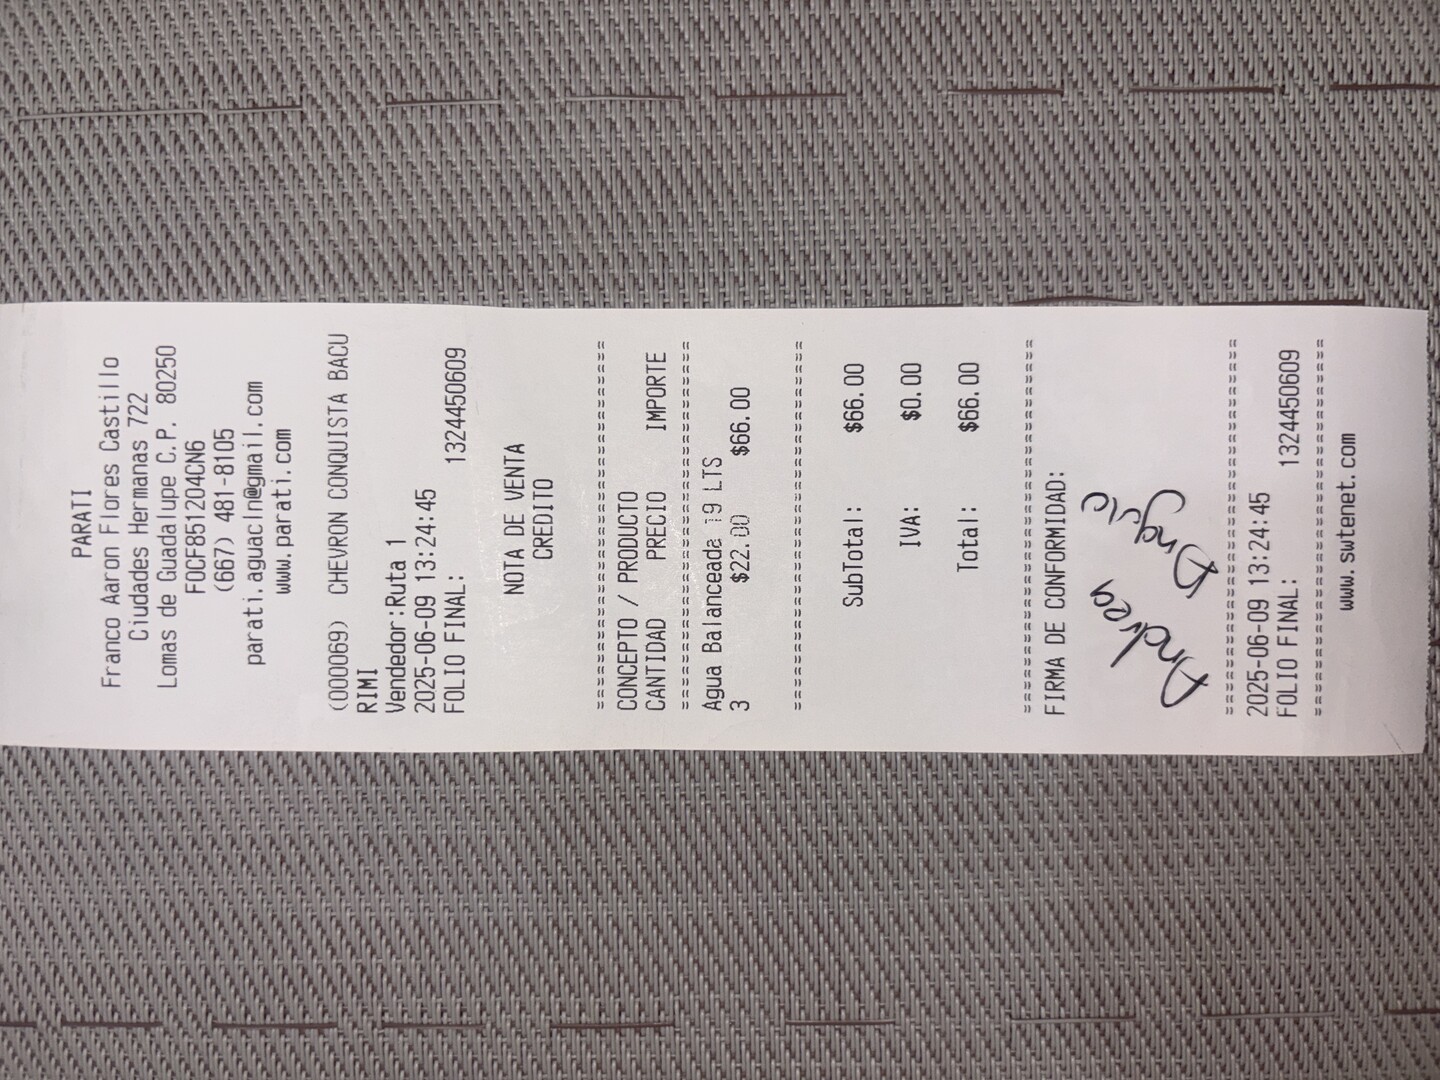 PARATI
Franco Aaron Flores Castillo
Ciudades Hermanas 722
Lomas de Guadalupe C.P. 80250
FOCF851204CN6
(667) 481-8105
parati.aguacln@gmail.com
www.parati.com
(000069) CHEVRON CONQUISTA BACU
RIMI
Vendedor:Ruta 1
2025-06-09 13:24:45
FOLIO FINAL: 1324450609
NOTA DE VENTA
CREDITO
==============================
CONCEPTO / PRODUCTO
CANTIDAD PRECIO IMPORTE
==============================
Agua Balanceada 19 LTS
3 $22.00 $66.00
==============================
SubTotal: $66.00
IVA: $0.00
Total: $66.00
==============================
FIRMA DE CONFORMIDAD:
Andrea
==============================
2025-06-09 13:24:45
FOLIO FINAL: 1324450609
==============================
www.swtenet.com